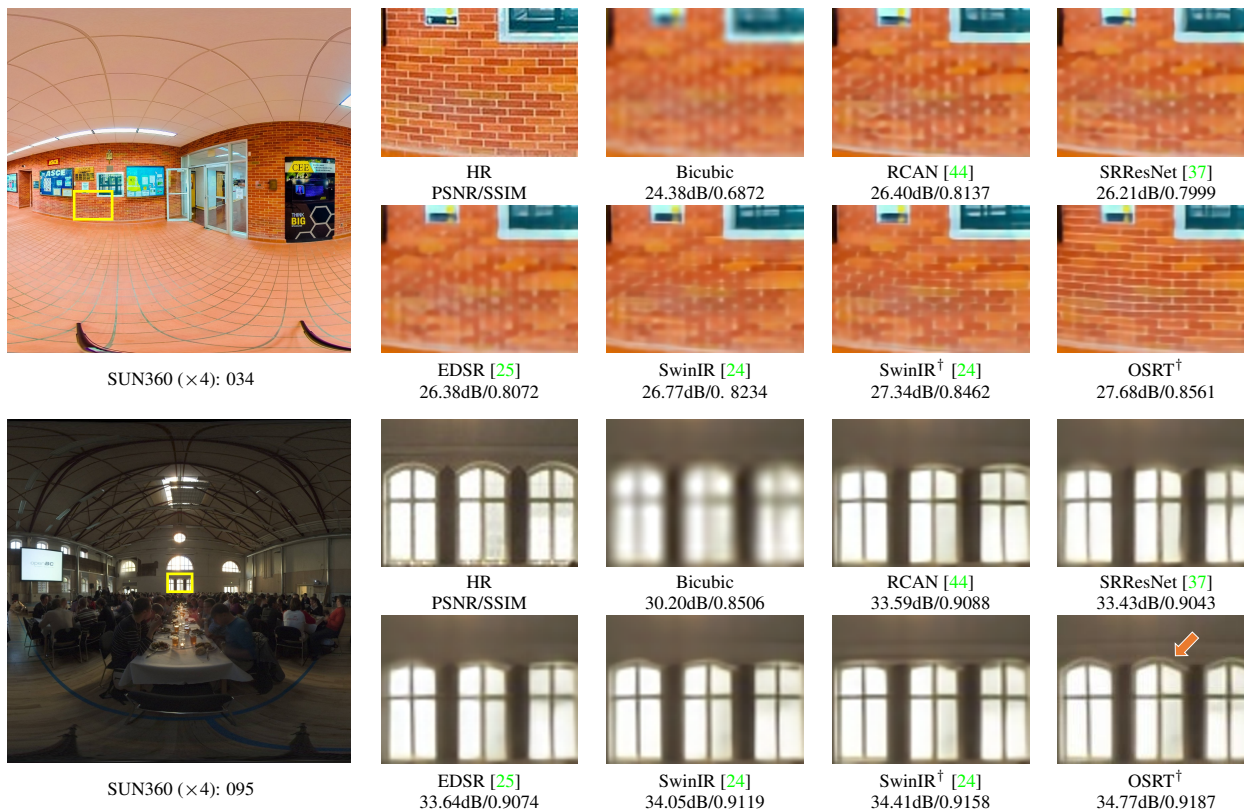 ASCE
CEE
THINK
BIG
HR
PSNR/SSIM
Bicubic
24.38dB/0.6872
RCAN [44]
26.40dB/0.8137
SRResNet [37]
26.21dB/0.7999
EDSR [25]
26.38dB/0.8072
SwinIR [24]
26.77dB/0. 8234
SwinIR† [24]
27.34dB/0.8462
OSRT†
27.68dB/0.8561
SUN360 (×4): 034
HR
PSNR/SSIM
Bicubic
30.20dB/0.8506
RCAN [44]
33.59dB/0.9088
SRResNet [37]
33.43dB/0.9043
EDSR [25]
33.64dB/0.9074
SwinIR [24]
34.05dB/0.9119
SwinIR† [24]
34.41dB/0.9158
OSRT†
34.77dB/0.9187
SUN360 (×4): 095